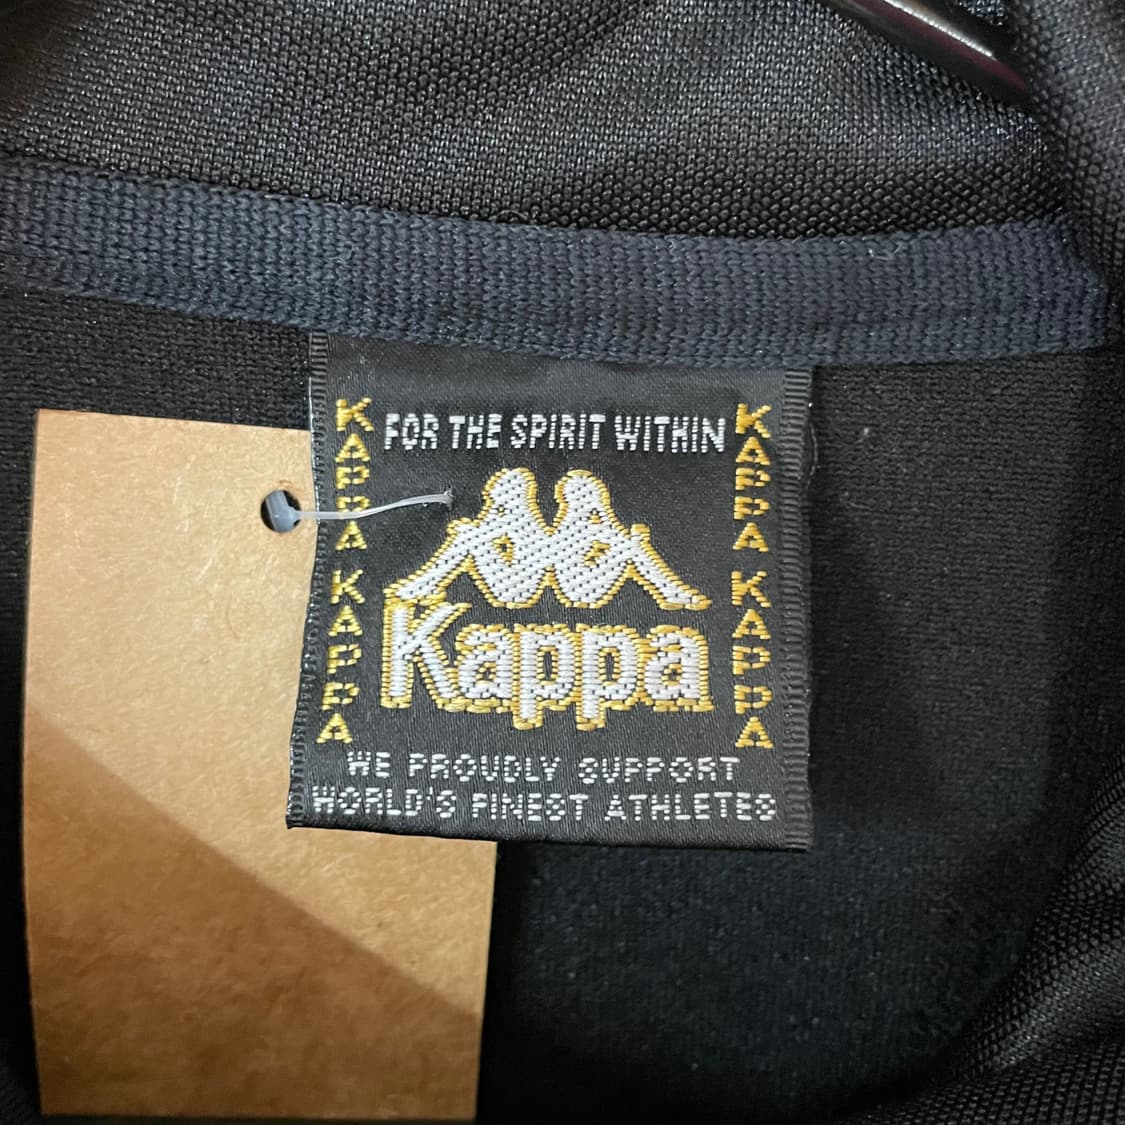 FOR THE SPIRIT WITHIN
KAPPA KAPPA
KAPPA KAPPA
Kappa
WE PROUDLY SUPPORT
WORLD'S FINEST ATHLETES